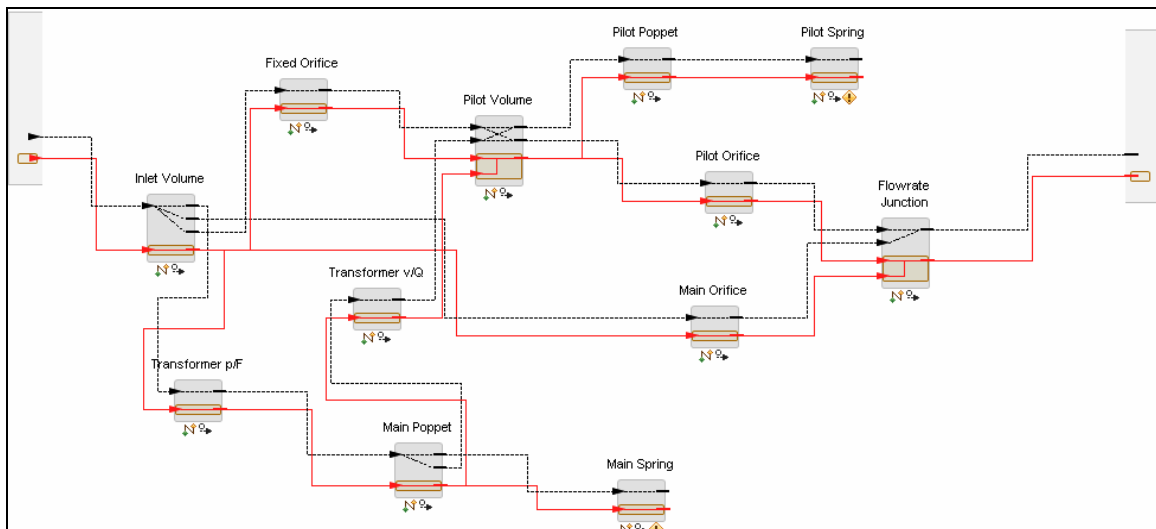 Pilot Poppet
Pilot Spring
Fixed Orifice
Pilot Volume
Pilot Orifice
Inlet Volume
Flowrate
Junction
Transformer v/Q
Main Orifice
Transformer p/F
Main Poppet
Main Spring